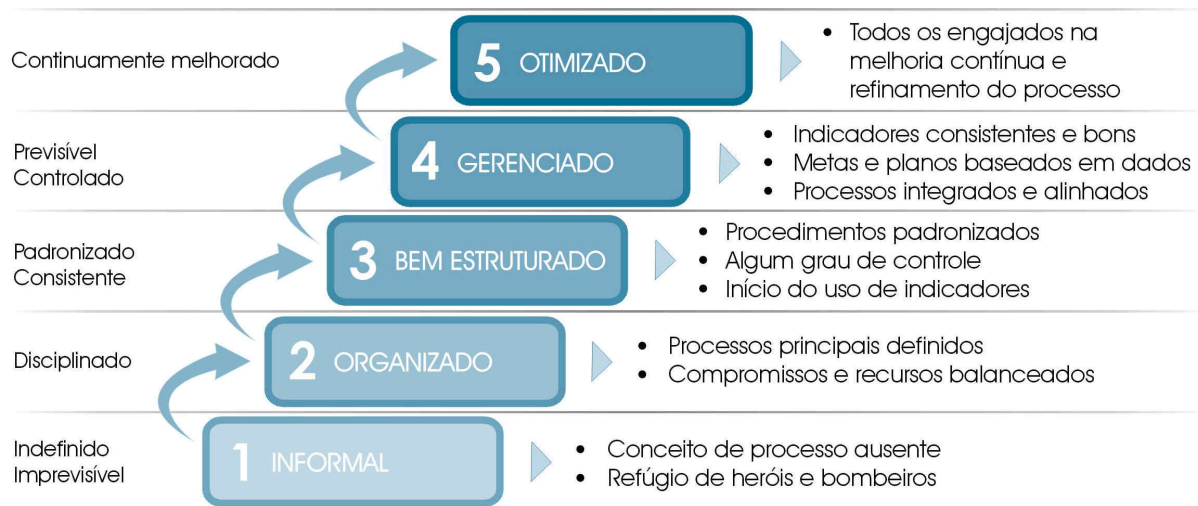 Continuamente melhorado
5 OTIMIZADO
• Todos os engajados na
melhoria contínua e
refinamento do processo
Previsível
Controlado
4 GERENCIADO
• Indicadores consistentes e bons
• Metas e planos baseados em dados
• Processos integrados e alinhados
Padronizado
Consistente
3 BEM ESTRUTURADO
• Procedimentos padronizados
• Algum grau de controle
• Início do uso de indicadores
Disciplinado
2 ORGANIZADO
• Processos principais definidos
• Compromissos e recursos balanceados
Indefinido
Imprevisível
1 INFORMAL
• Conceito de processo ausente
• Refúgio de heróis e bombeiros